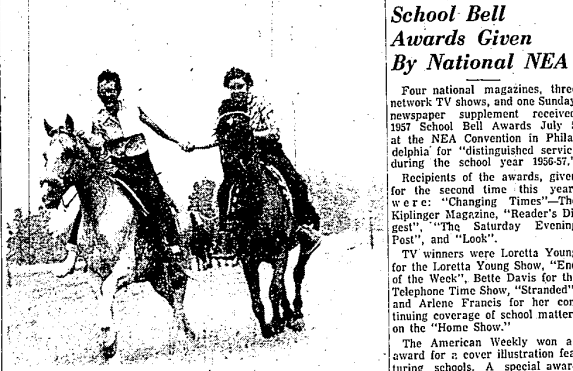 School Bell
Awards Given
By National NEA
Four national magazines, three
network TV shows, and one Sunday
newspaper supplement received
1957 School Bell Awards July
at the NEA Convention in Phila
delphia for "distinguished servic
during the school year 1956-57."
Recipients of the awards, given
for the second time this year
were: "Changing Times"—The
Kiplinger Magazine, "Reader's Di
gest", "The Saturday Evening
Post", and "Look".
TV winners were Loretta Young
for the Loretta Young Show, "End
of the Week", Bette Davis for the
Telephone Time Show, "Stranded"
and Arlene Francis for her con
tinuing coverage of school matter
on the "Home Show."
The American Weekly won a
award for a cover illustration fea
turing schools. A special awar